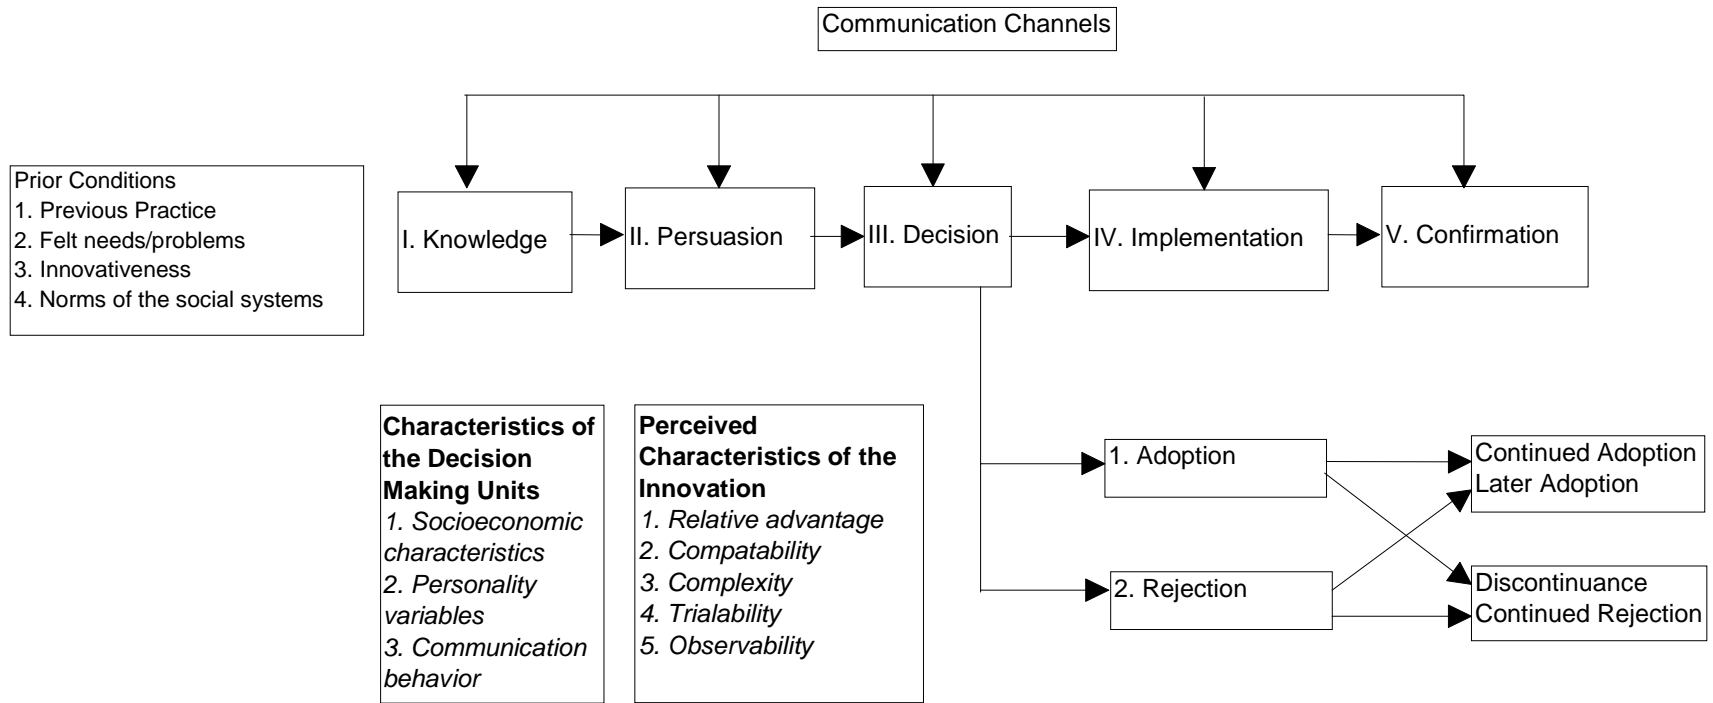 Communication Channels
Prior Conditions
1. Previous Practice
2. Felt needs/problems
3. Innovativeness
4. Norms of the social systems
I. Knowledge
II. Persuasion
III. Decision
IV. Implementation
V. Confirmation
Characteristics of
the Decision
Making Units
1. Socioeconomic
characteristics
2. Personality
variables
3. Communication
behavior
Perceived
Characteristics of the
Innovation
1. Relative advantage
2. Compatability
3. Complexity
4. Trialability
5. Observability
1. Adoption
2. Rejection
Continued Adoption
Later Adoption
Discontinuance
Continued Rejection